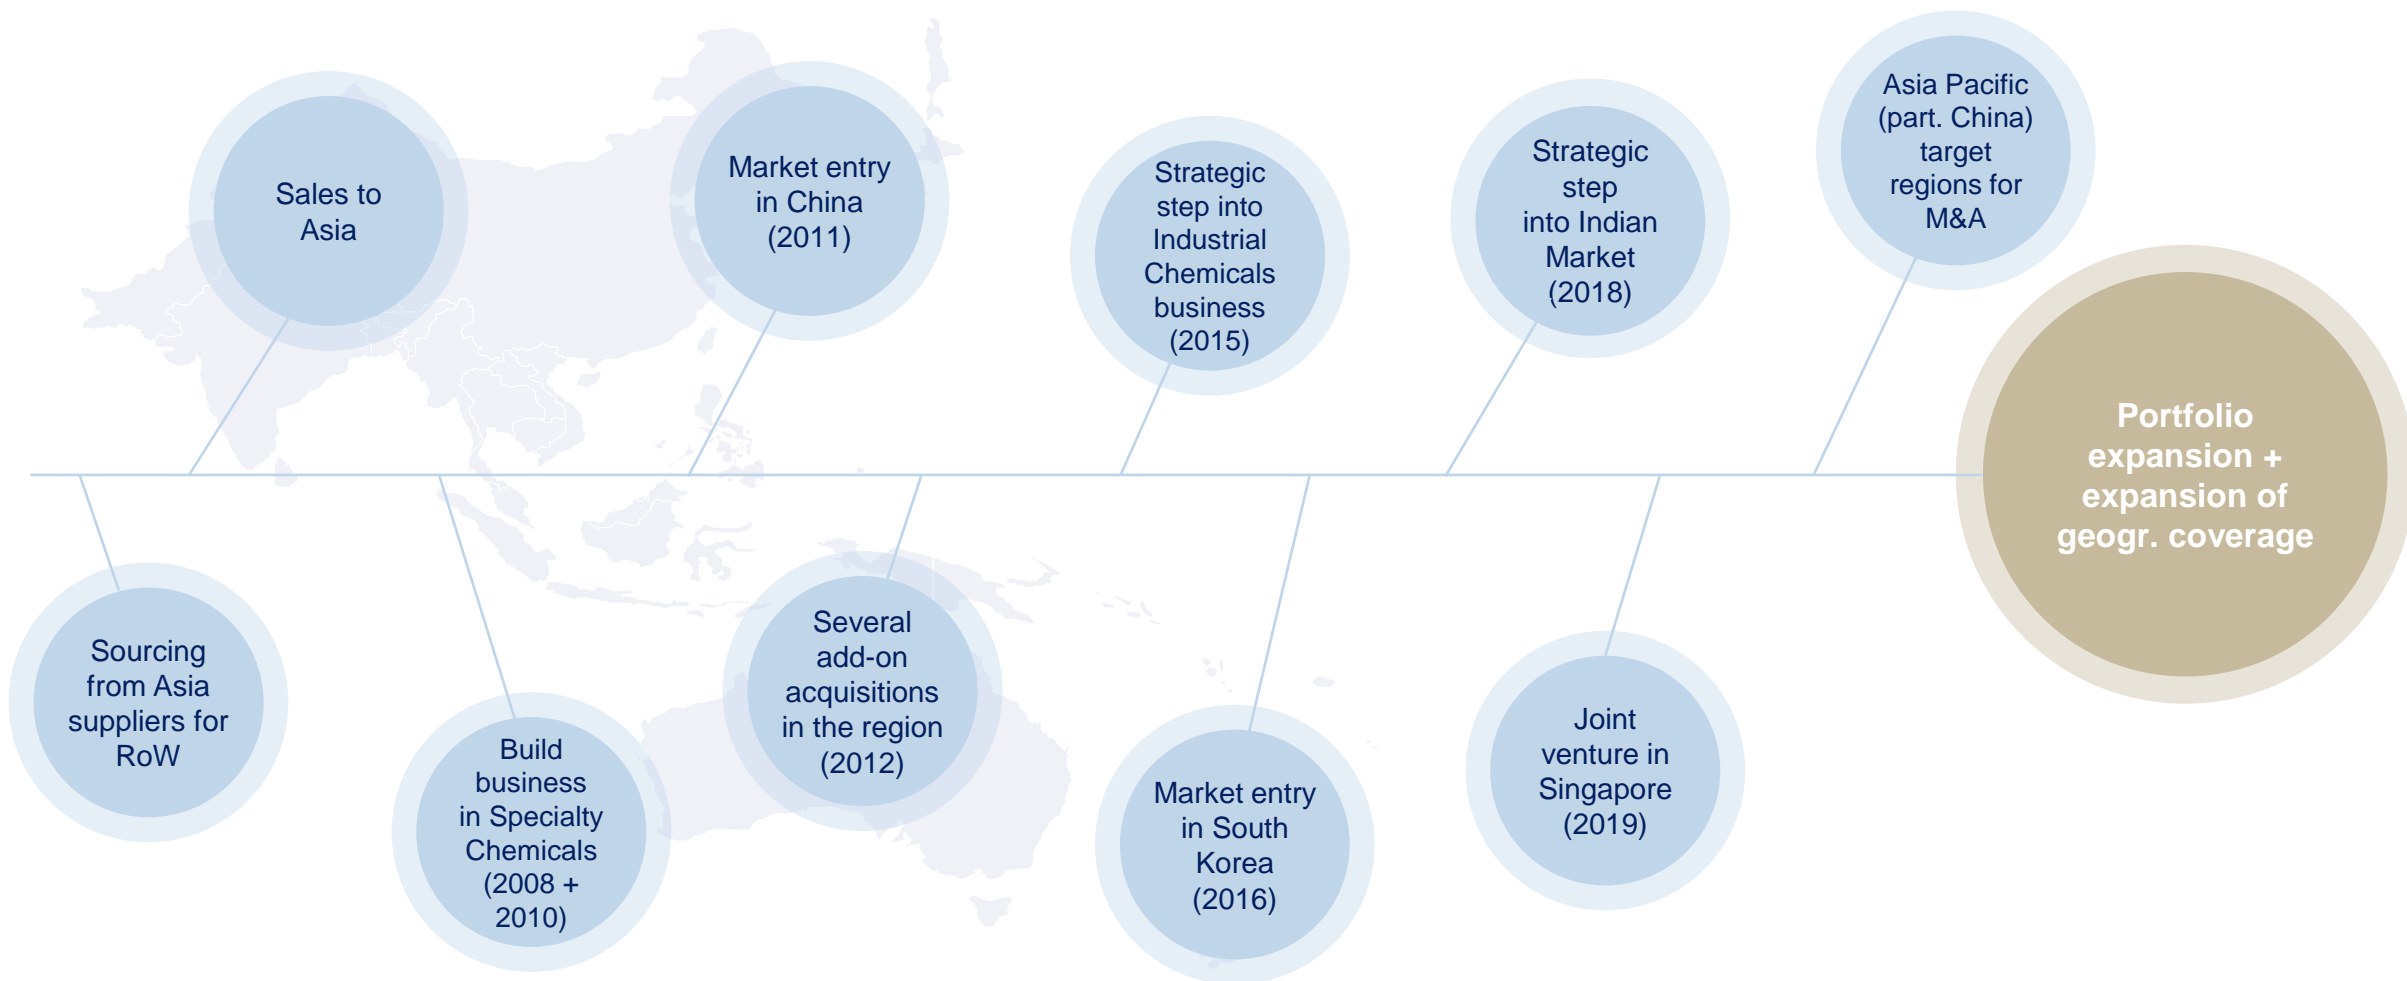 Sales to
Asia
Market entry
in China
(2011)
Strategic
step into
Industrial
Chemicals
business
(2015)
Strategic
step
into Indian
Market
(2018)
Asia Pacific
(part. China)
target
regions for
M&A
Portfolio
expansion +
expansion of
geogr. coverage
Sourcing
from Asia
suppliers for
RoW
Build
business
in Specialty
Chemicals
(2008 +
2010)
Several
add-on
acquisitions
in the region
(2012)
Market entry
in South
Korea
(2016)
Joint
venture in
Singapore
(2019)